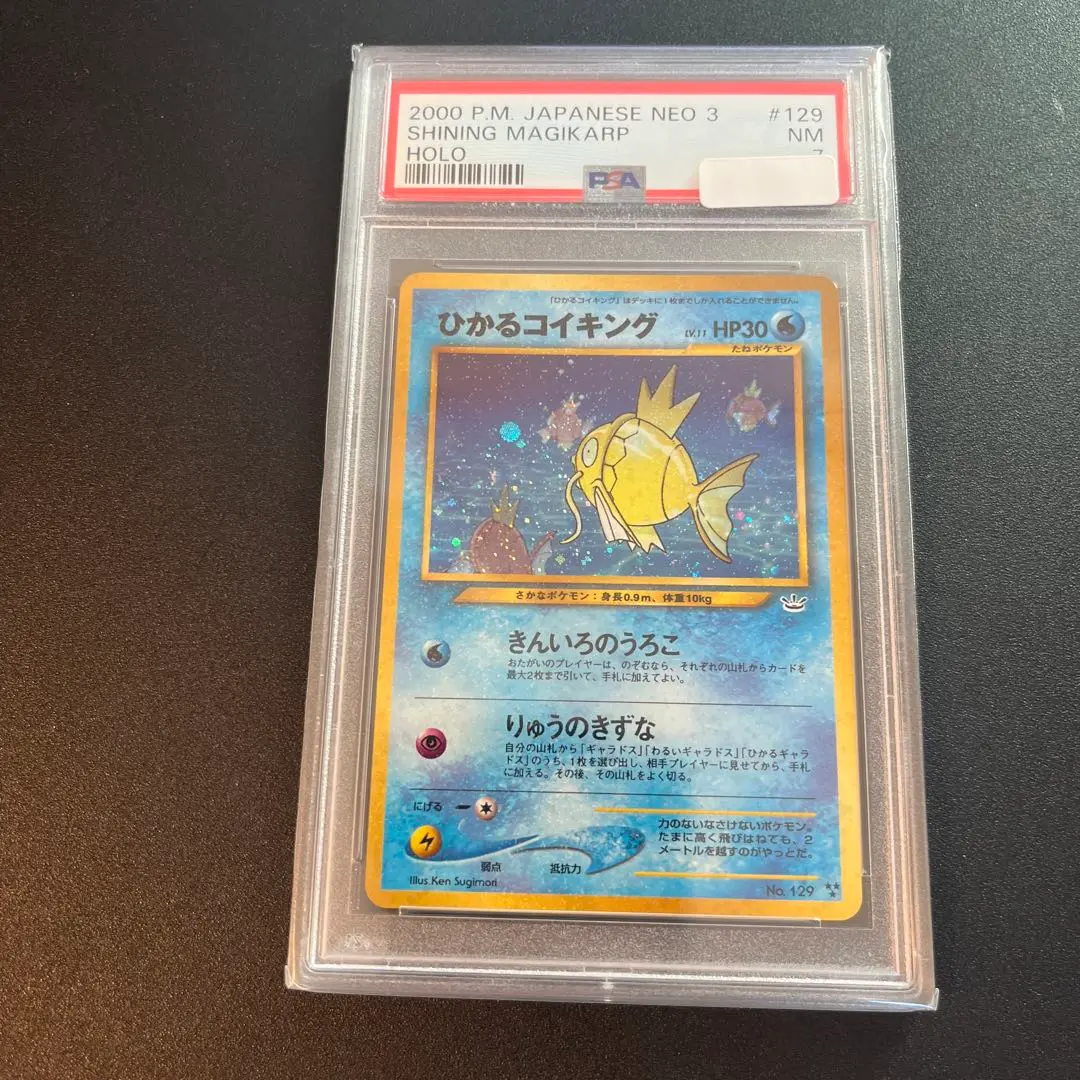 2000 P.M. JAPANESE NEO 3 #129
SHINING MAGIKARP NM
HOLO 7
PSA
「ひかるコイキング」はデッキに1枚までしか入れることができません。
ひかるコイキング LV.11 HP30
たねポケモン
さかなポケモン：身長0.9m、体重10kg
きんいろのうろこ
おたがいのプレイヤーは、のぞむなら、それぞれの山札からカードを
最大2枚まで引いて、手札に加えてよい。
りゅうのきずな
自分の山札から「ギャラドス」「わるいギャラドス」「ひかるギャラ
ドス」のうち、1枚を選び出し、相手プレイヤーに見せてから、手札
に加える。その後、その山札をよく切る。
にげる
力のないなさけないポケモン。
たまに高く飛びはねても、2
メートルを越すのがやっとだ。
弱点 抵抗力
Illus.Ken Sugimori
No.129